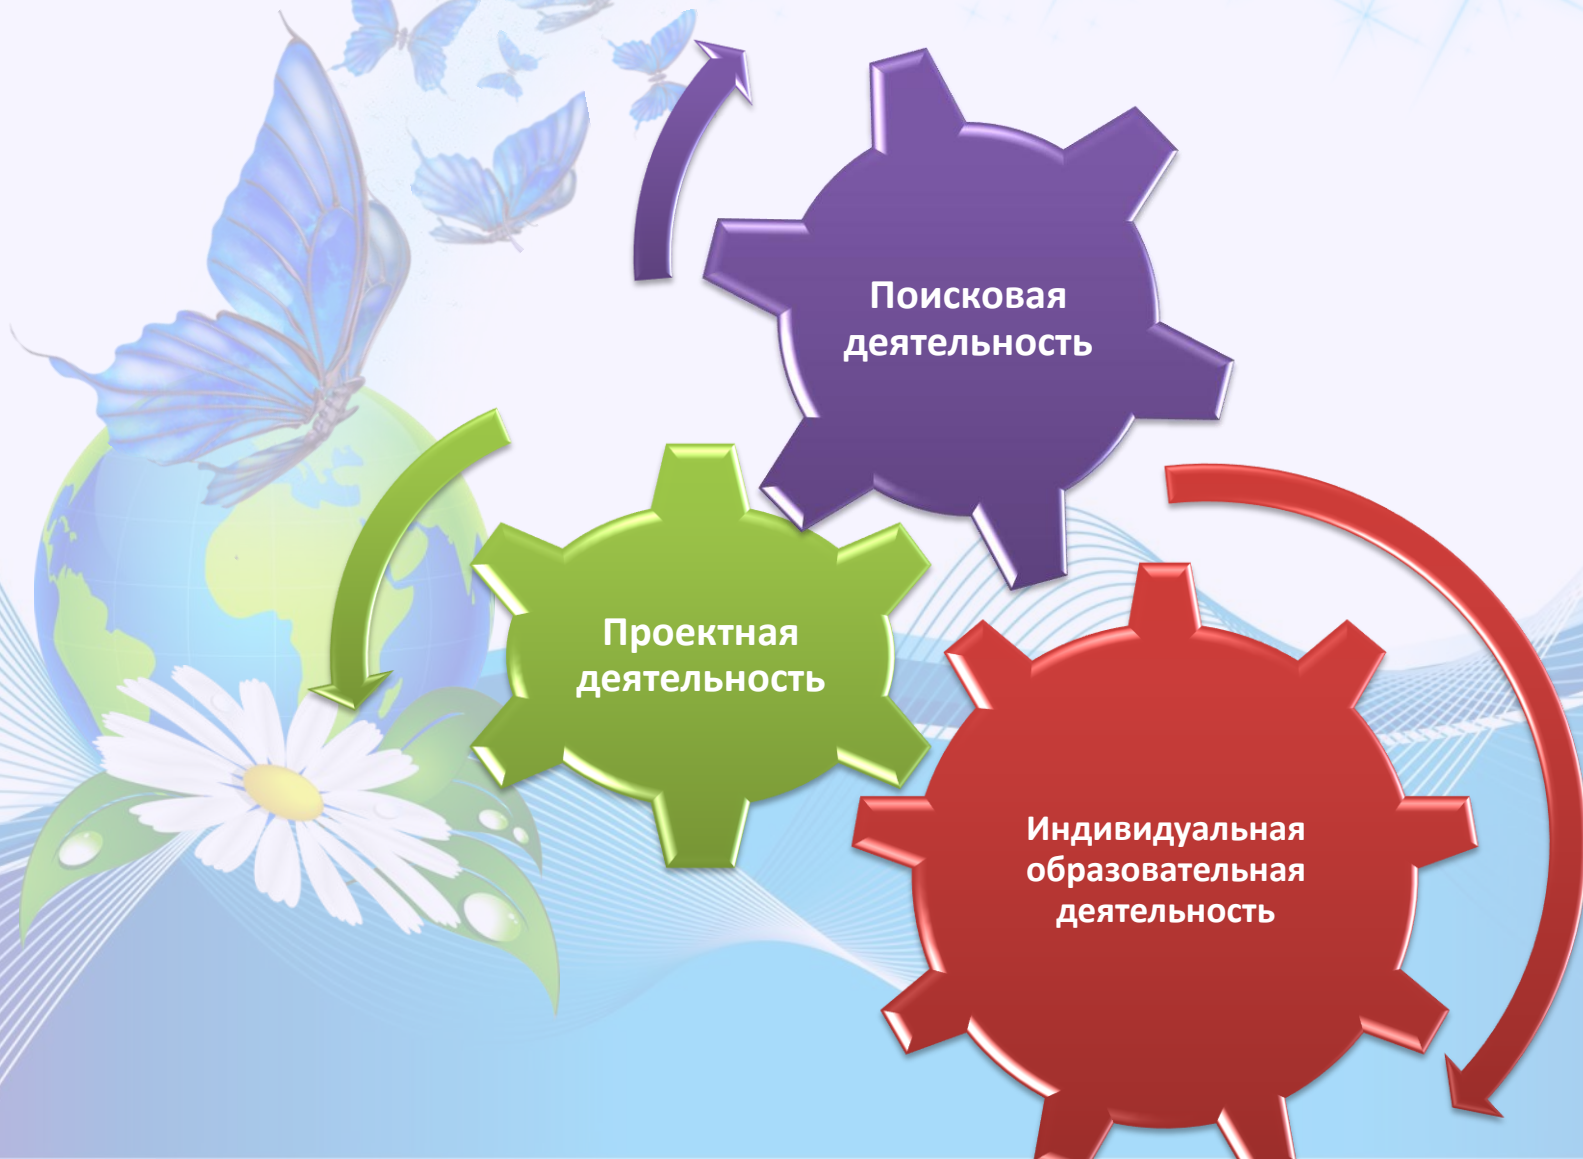 Поисковая
деятельность
Проектная
деятельность
Индивидуальная
образовательная
деятельность